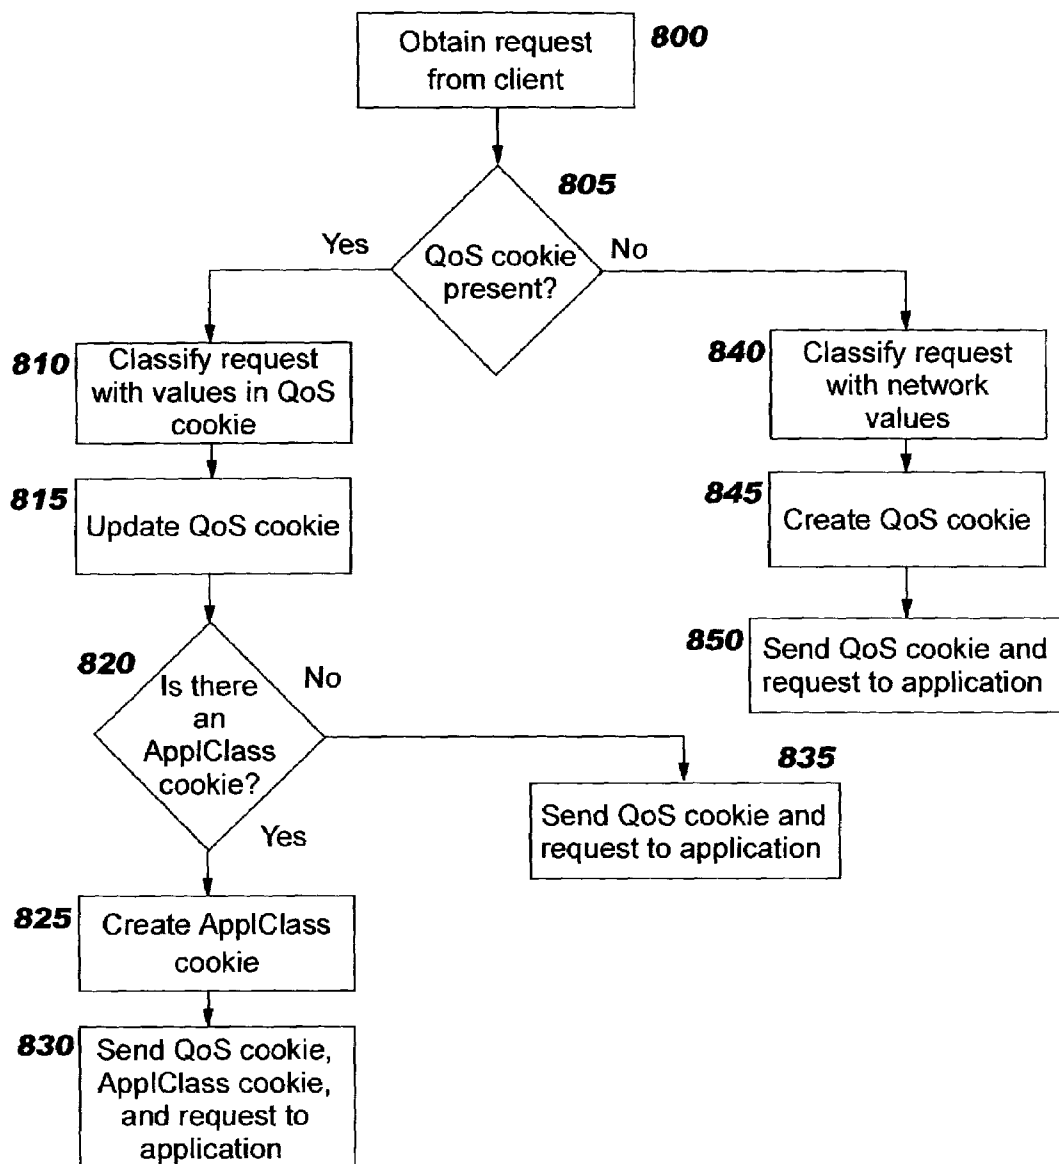 Obtain request
from client
800
805
QoS cookie
present?
Yes
No
810
Classify request
with values in QoS
cookie
840
Classify request
with network
values
815
Update QoS cookie
845
Create QoS cookie
850
Send QoS cookie and
request to application
820
Is there
an
ApplClass
cookie?
No
Yes
835
Send QoS cookie and
request to application
825
Create ApplClass
cookie
830
Send QoS cookie,
ApplClass cookie,
and request to
application